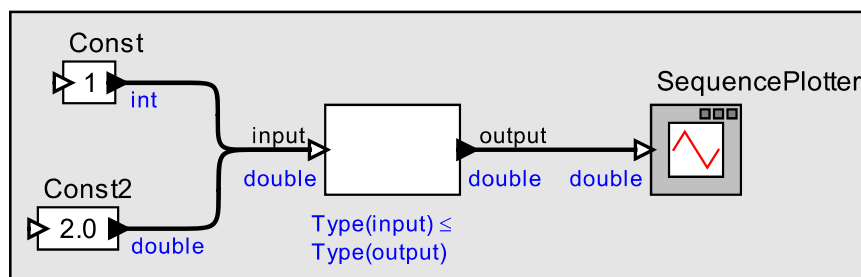 Const
1
int
SequencePlotter
input
output
double
double
double
Const2
2.0
double
Type(input) ≤
Type(output)